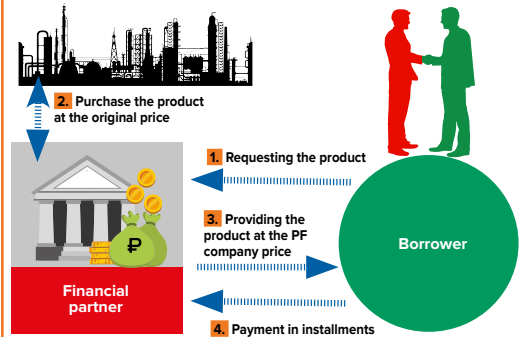 2. Purchase the product
at the original price
1. Requesting the product
3. Providing the
product at the PF
company price
Borrower
₽
Financial
partner
4. Payment in installments